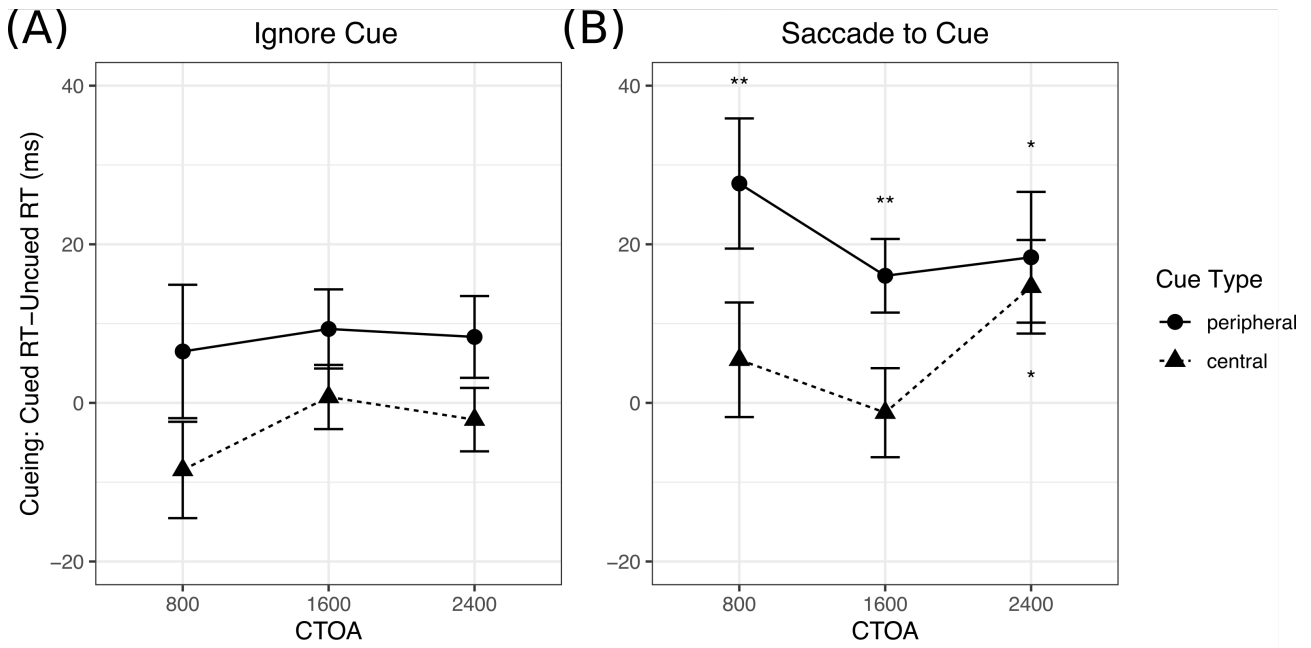 (A)
Ignore Cue
(B)
Saccade to Cue
Cueing: Cued RT−Uncued RT (ms)
40
20
0
−20
800 1600 2400
CTOA
40
20
0
−20
**
**
*
*
800 1600 2400
CTOA
Cue Type
peripheral
central